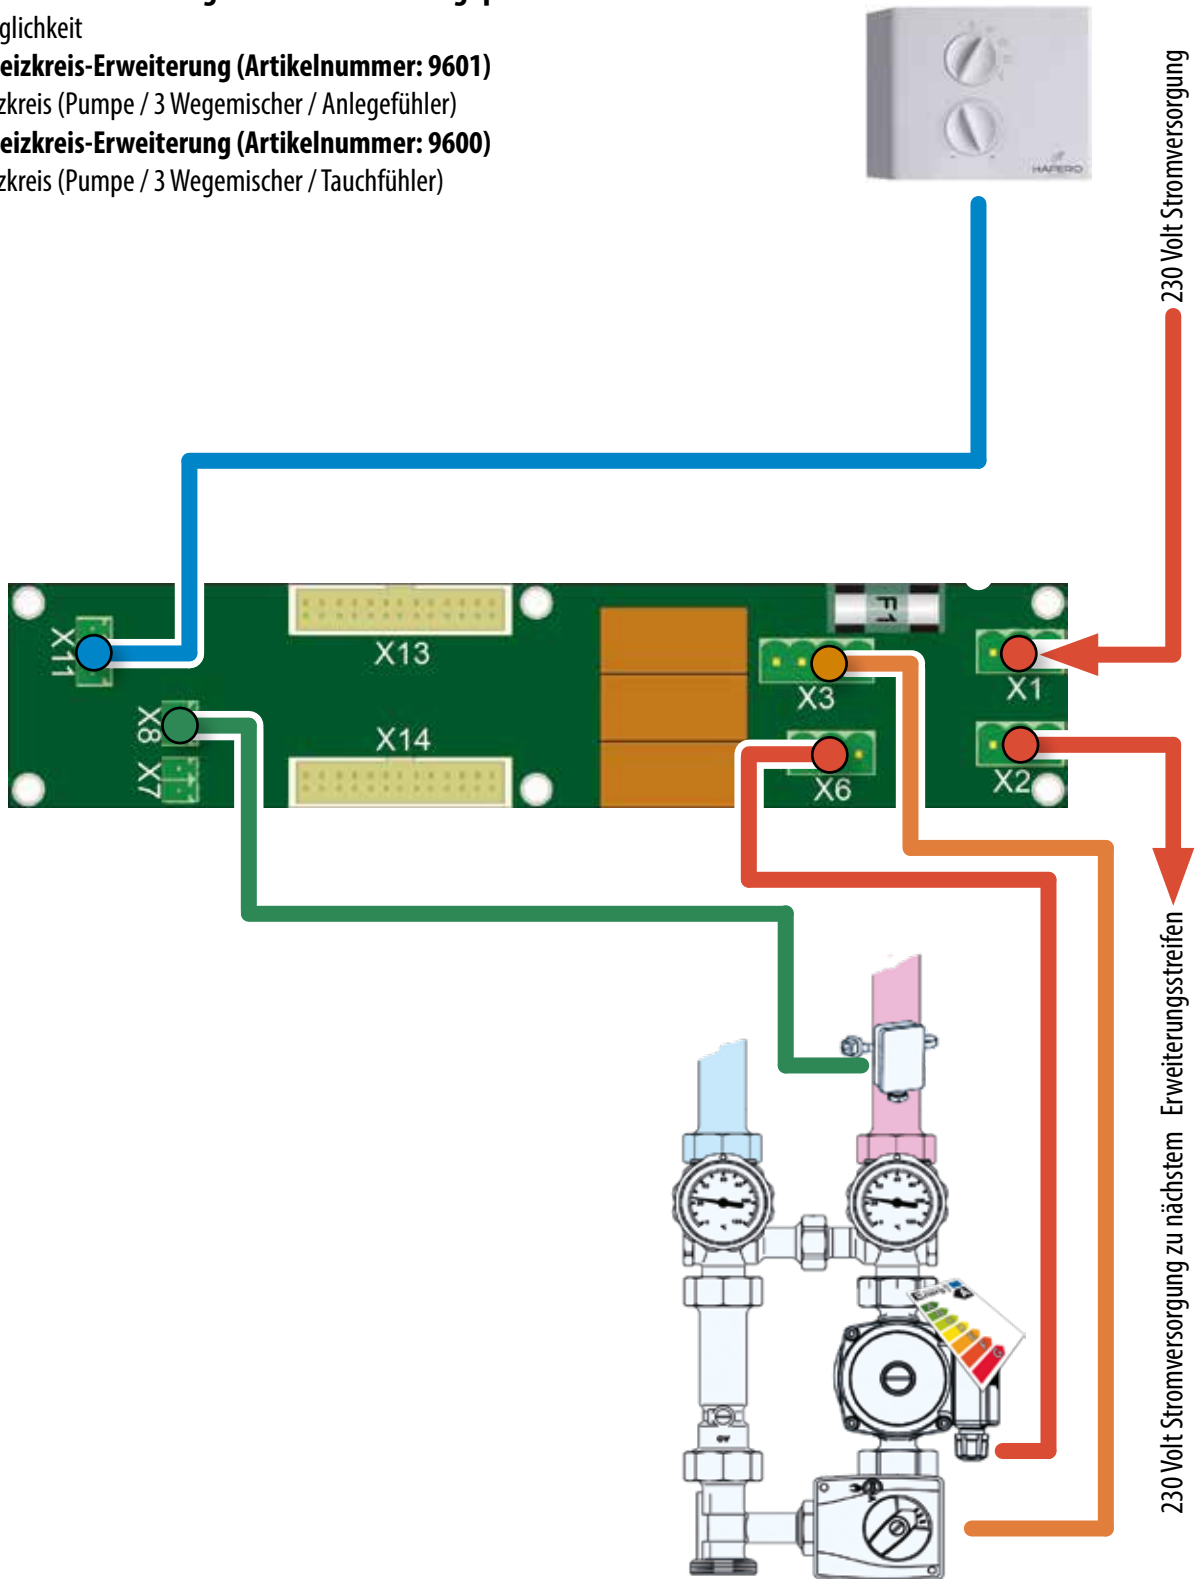 glichkeit
eizkreis-Erweiterung (Artikelnummer: 9601)
zkreis (Pumpe / 3 Wegemischer / Anlegefühler)
eizkreis-Erweiterung (Artikelnummer: 9600)
zkreis (Pumpe / 3 Wegemischer / Tauchfühler)
HAPERO
230 Volt Stromversorgung
F1
X11
X13
X3
X1
X8
X14
X7
X6
X2
230 Volt Stromversorgung zu nächstem Erweiterungsstreifen
°C
°C